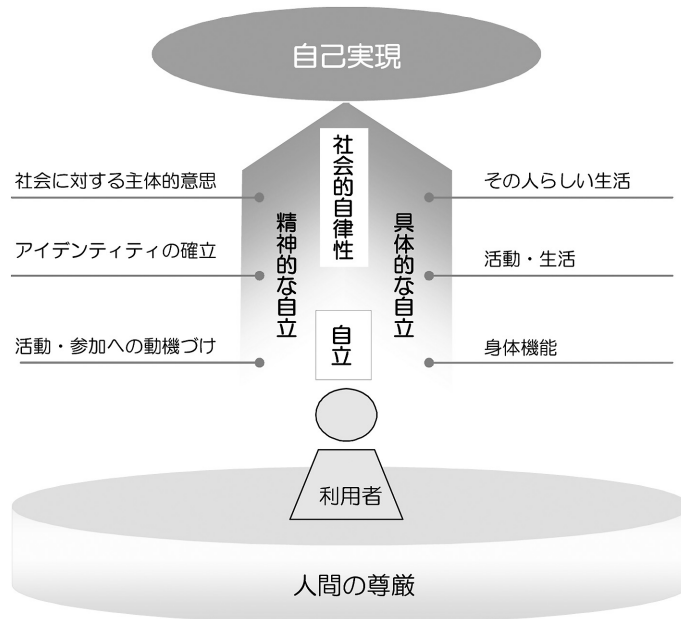 自己実現
社会的自律性
社会に対する主体的意思
その人らしい生活
精神的な自立
具体的な自立
アイデンティティの確立
活動・生活
自立
活動・参加への動機づけ
身体機能
利用者
人間の尊厳